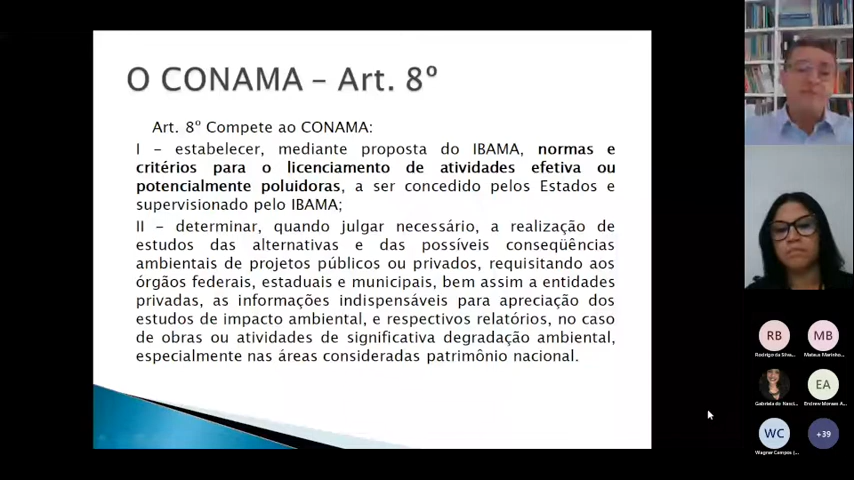 O CONAMA – Art. 8º
Art. 8º Compete ao CONAMA:
I – estabelecer, mediante proposta do IBAMA, normas e
critérios para o licenciamento de atividades efetiva ou
potencialmente poluidoras, a ser concedido pelos Estados e
supervisionado pelo IBAMA;
II – determinar, quando julgar necessário, a realização de
estudos das alternativas e das possíveis conseqüências
ambientais de projetos públicos ou privados, requisitando aos
órgãos federais, estaduais e municipais, bem assim a entidades
privadas, as informações indispensáveis para apreciação dos
estudos de impacto ambiental, e respectivos relatórios, no caso
de obras ou atividades de significativa degradação ambiental,
especialmente nas áreas consideradas patrimônio nacional.
RB
MB
Rodrigo da Silva...
Mateus Marinho...
EA
Gabriela do Nasci...
WC
+39
Wagner Campos (...